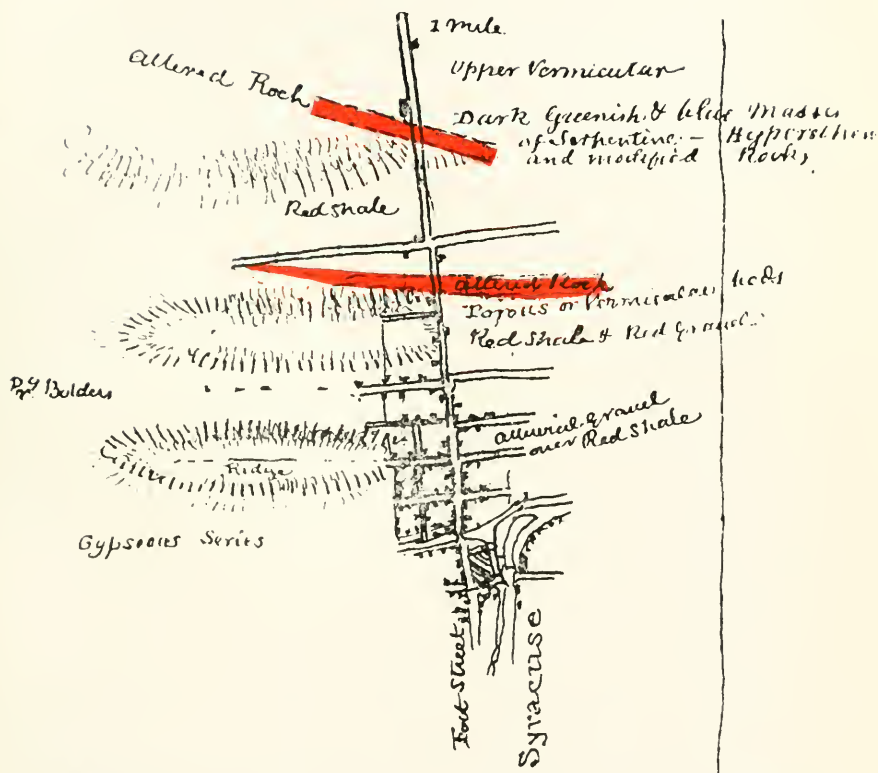 1 mile.
Altered Rock
Upper Vermicular
Dark Greenish & blue Masses
of Serpentine — Hypersthene
and modified Rocks
Red Shale
altered Rock
Porous or Vermicular beds
Red Shale & Red Gravel
Bolders
alluvial gravel
over Red Shale
Ridge
Gypseous Series
Street
Syracuse